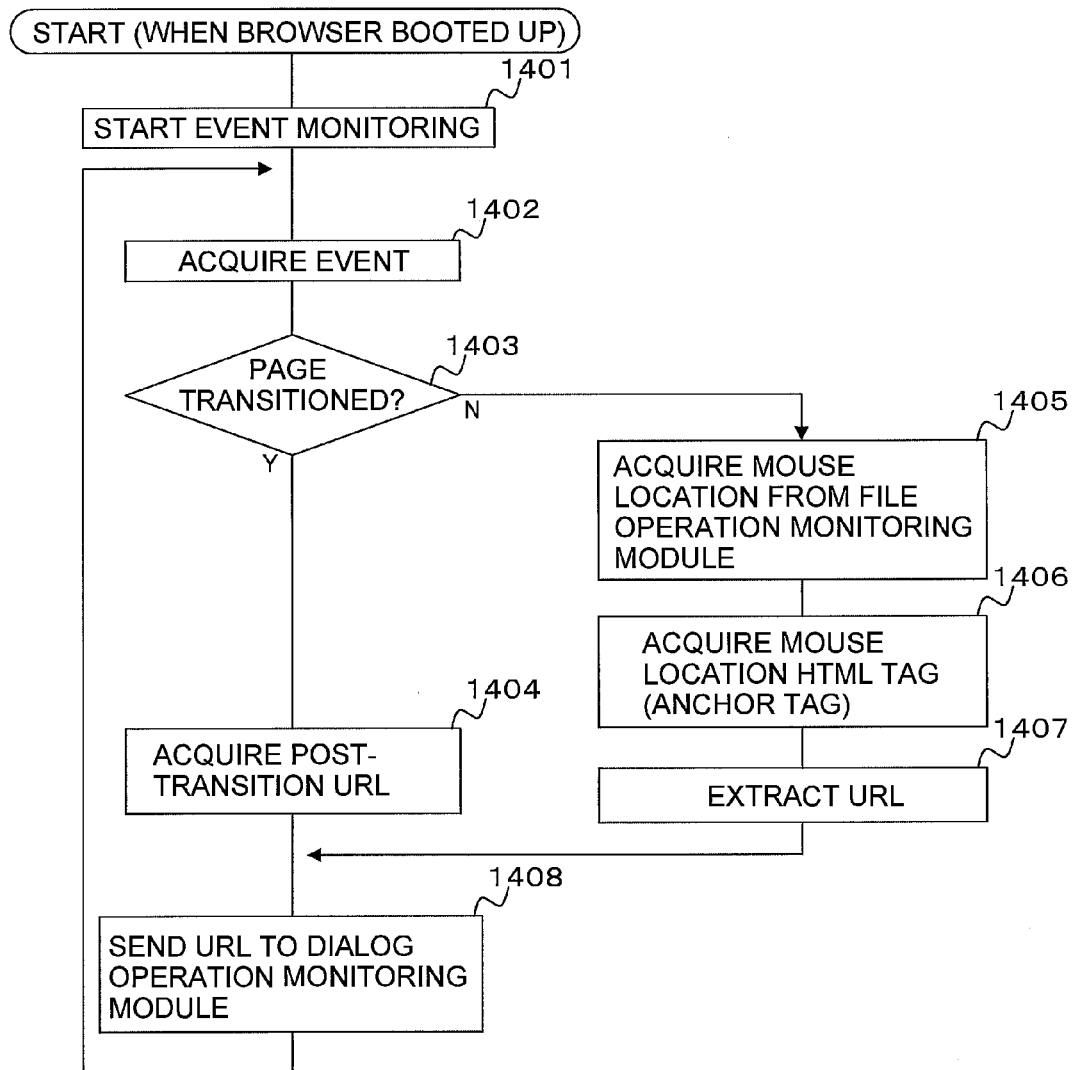 START (WHEN BROWSER BOOTED UP)
1401
START EVENT MONITORING
1402
ACQUIRE EVENT
1403
PAGE
TRANSITIONED?
N
Y
1405
ACQUIRE MOUSE
LOCATION FROM FILE
OPERATION MONITORING
MODULE
1406
ACQUIRE MOUSE
LOCATION HTML TAG
(ANCHOR TAG)
1404
ACQUIRE POST-
TRANSITION URL
1407
EXTRACT URL
1408
SEND URL TO DIALOG
OPERATION MONITORING
MODULE